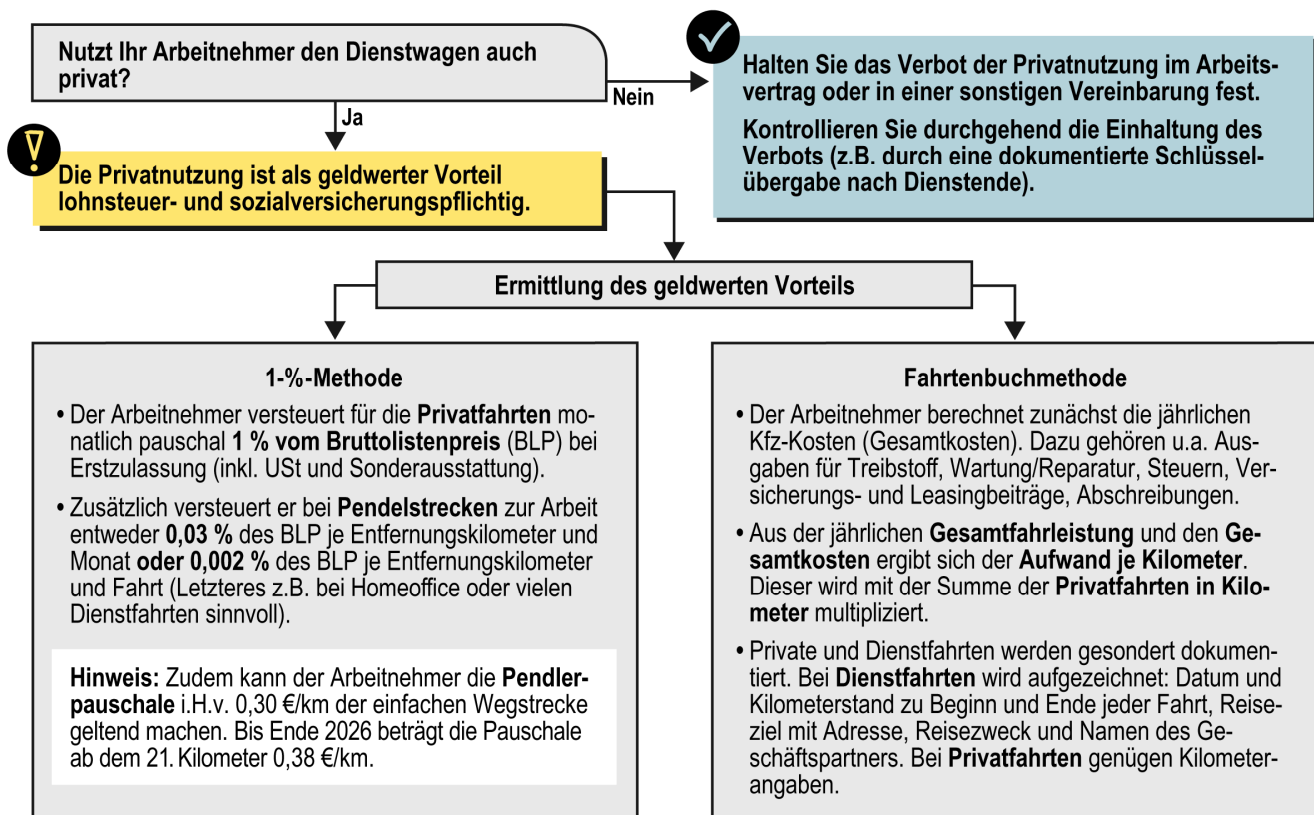 Nutzt Ihr Arbeitnehmer den Dienstwagen auch
privat?
Nein
Ja
Halten Sie das Verbot der Privatnutzung im Arbeits-
vertrag oder in einer sonstigen Vereinbarung fest.
Kontrollieren Sie durchgehend die Einhaltung des
Verbots (z.B. durch eine dokumentierte Schlüssel-
übergabe nach Dienstende).
Die Privatnutzung ist als geldwerter Vorteil
lohnsteuer- und sozialversicherungspflichtig.
Ermittlung des geldwerten Vorteils
1-%-Methode
• Der Arbeitnehmer versteuert für die Privatfahrten mo-
natlich pauschal 1 % vom Bruttolistenpreis (BLP) bei
Erstzulassung (inkl. USt und Sonderausstattung).
• Zusätzlich versteuert er bei Pendelstrecken zur Arbeit
entweder 0,03 % des BLP je Entfernungskilometer und
Monat oder 0,002 % des BLP je Entfernungskilometer
und Fahrt (Letzteres z.B. bei Homeoffice oder vielen
Dienstfahrten sinnvoll).
Hinweis: Zudem kann der Arbeitnehmer die Pendler-
pauschale i.H.v. 0,30 €/km der einfachen Wegstrecke
geltend machen. Bis Ende 2026 beträgt die Pauschale
ab dem 21. Kilometer 0,38 €/km.
Fahrtenbuchmethode
• Der Arbeitnehmer berechnet zunächst die jährlichen
Kfz-Kosten (Gesamtkosten). Dazu gehören u.a. Aus-
gaben für Treibstoff, Wartung/Reparatur, Steuern, Ver-
sicherungs- und Leasingbeiträge, Abschreibungen.
• Aus der jährlichen Gesamtfahrleistung und den Ge-
samtkosten ergibt sich der Aufwand je Kilometer.
Dieser wird mit der Summe der Privatfahrten in Kilo-
meter multipliziert.
• Private und Dienstfahrten werden gesondert dokumen-
tiert. Bei Dienstfahrten wird aufgezeichnet: Datum und
Kilometerstand zu Beginn und Ende jeder Fahrt, Reise-
ziel mit Adresse, Reisezweck und Namen des Ge-
schäftspartners. Bei Privatfahrten genügen Kilometer-
angaben.